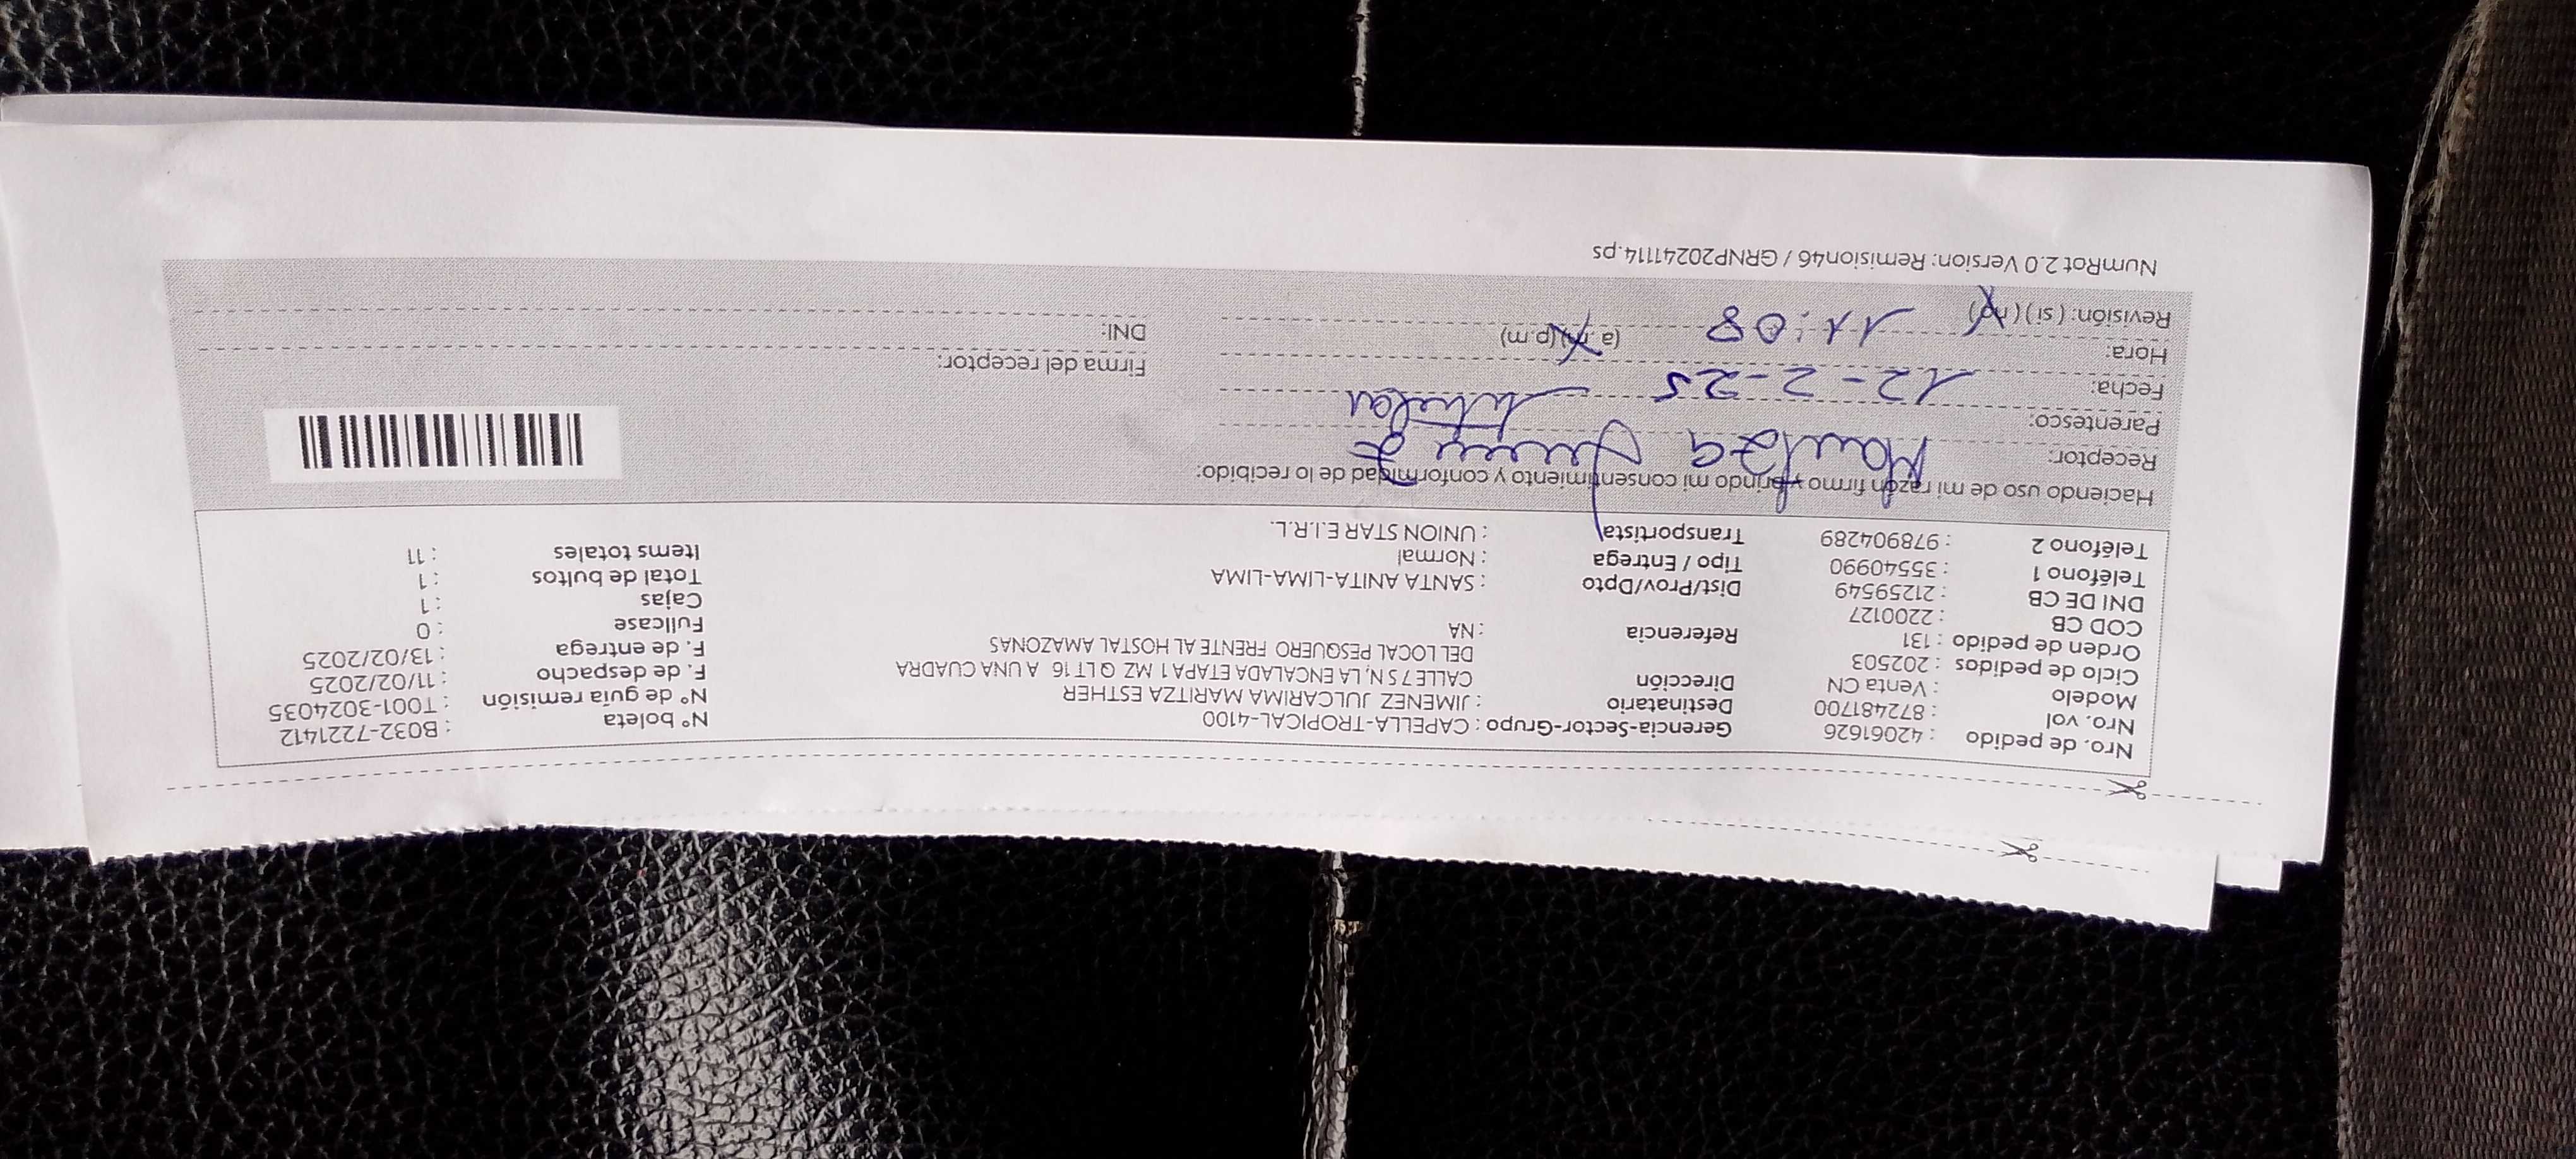 Nro. de pedido : 42061626 Gerencia-Sector-Grupo : CAPELLA-TROPICAL-4100 N° boleta : B032-7221412
Nro. vol : 872481700 Destinatario : JIMENEZ JULCARIMA MARITZA ESTHER N° de guía remisión : T001-3024035
Modelo : Venta CN Dirección CALLE 7 S N, LA ENCALADA ETAPA 1 MZ Q LT 16 A UNA CUADRA F. de despacho : 11/02/2025
Ciclo de pedidos : 202503 DEL LOCAL PESQUERO FRENTE AL HOSTAL AMAZONAS F. de entrega : 13/02/2025
Orden de pedido : 131 Referencia : NA Fullcase : 0
COD CB : 2200127 Cajas : 1
DNI DE CB : 21259549 Dist/Prov/Dpto : SANTA ANITA-LIMA-LIMA Total de bultos : 1
Teléfono 1 : 35540990 Tipo / Entrega : Normal Items totales : 11
Teléfono 2 : 978904289 Transportista : UNION STAR E.I.R.L.
Haciendo uso de mi razón firmo y brindo mi consentimiento y conformidad de lo recibido:
Receptor: Maritza Jimenez
Parentesco: titular
Fecha: 12-2-25 Firma del receptor:
Hora: 11:08 (a.m)(p.m) DNI:
Revisión: ( si ) ( no )
NumRot 2.0 Version: Remision46 / GRNP20241114.ps